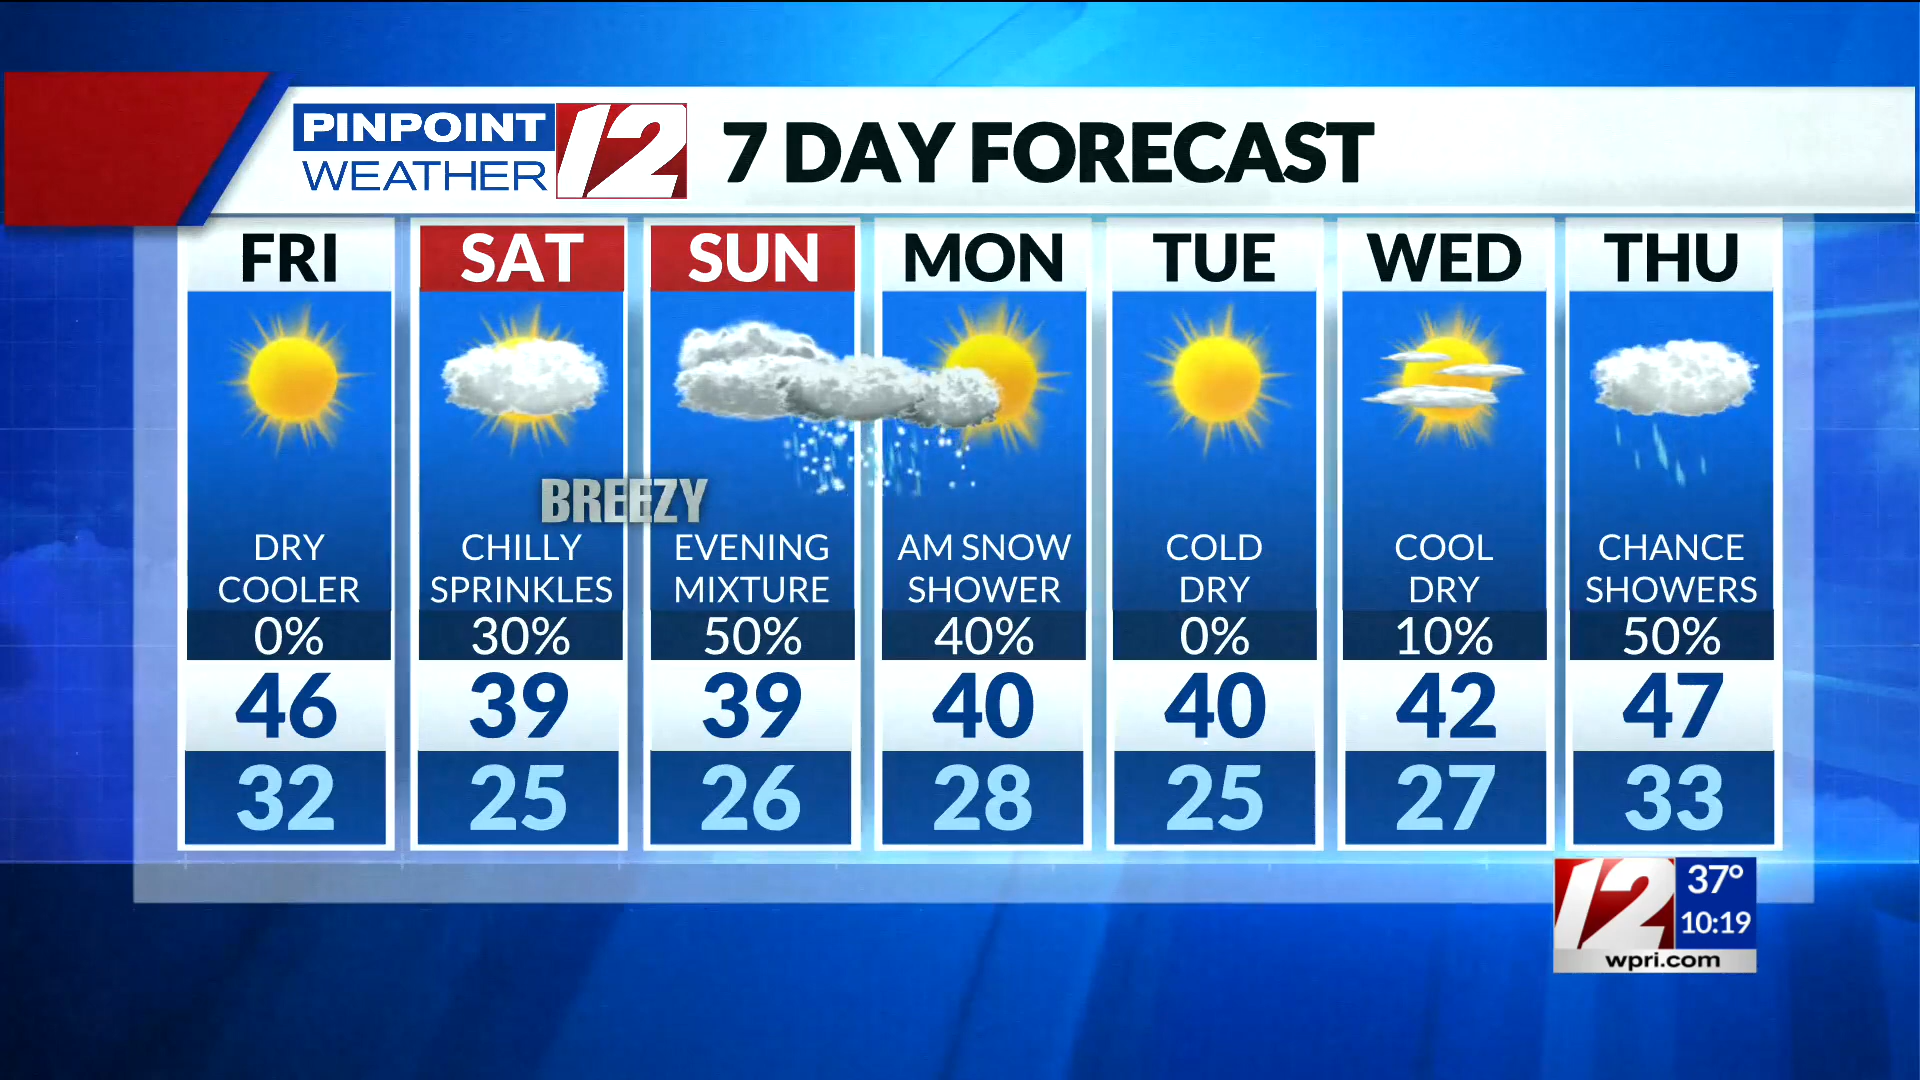 PINPOINT
WEATHER
12
7 DAY FORECAST
FRI
SAT
SUN
MON
TUE
WED
THU
BREEZY
DRY
COOLER
CHILLY
SPRINKLES
EVENING
MIXTURE
AM SNOW
SHOWER
COLD
DRY
COOL
DRY
CHANCE
SHOWERS
0%
30%
50%
40%
0%
10%
50%
46
39
39
40
40
42
47
32
25
26
28
25
27
33
12
37°
10:19
wpri.com